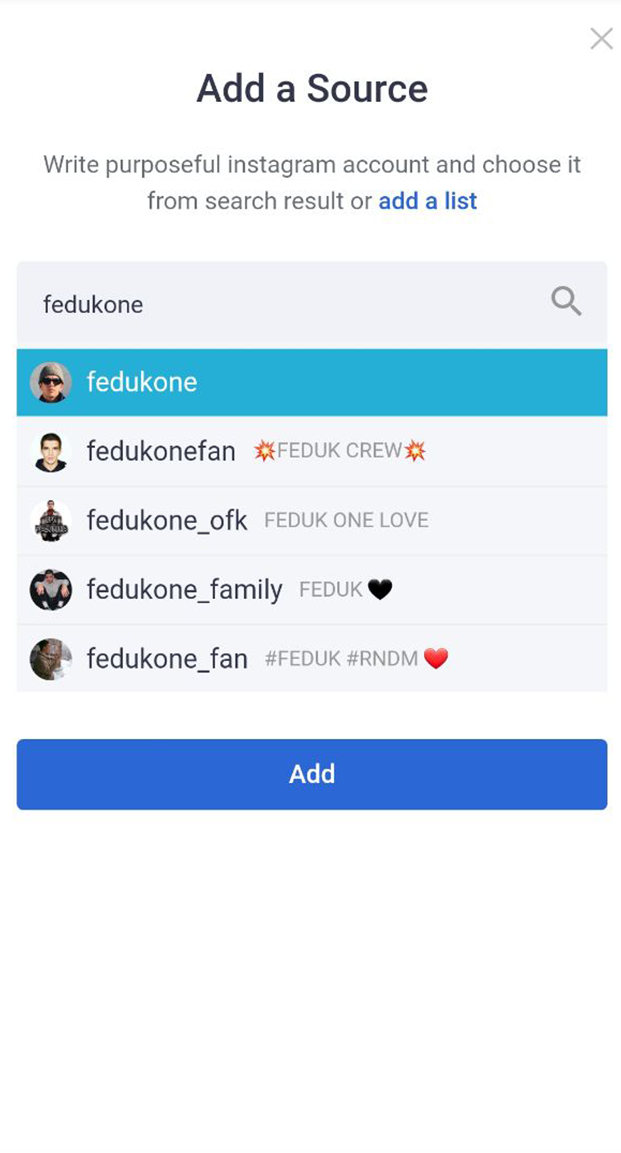 Add a Source
Write purposeful instagram account and choose it
from search result or add a list
fedukone
fedukone
fedukonefan 💥FEDUK CREW💥
fedukone_ofk FEDUK ONE LOVE
fedukone_family FEDUK 🖤
fedukone_fan #FEDUK #RNDM ❤️
Add